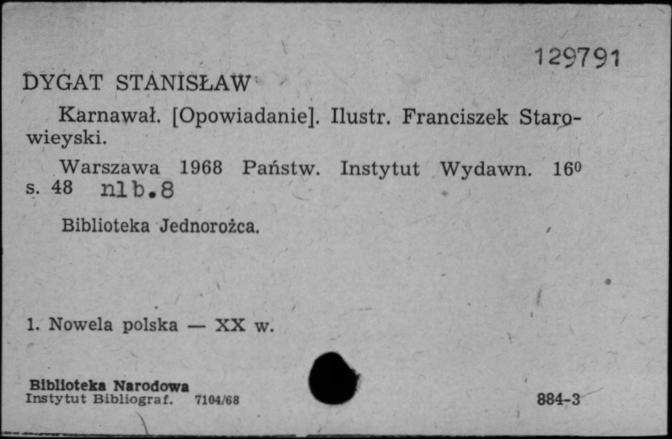 129791
DYGAT STANISŁAW
Karnawał. [Opowiadanie]. Ilustr. Franciszek Staro-
wieyski.
Warszawa 1968 Państw. Instytut Wydawn. 16⁰
s. 48 nlb.8
Biblioteka Jednorożca.
1. Nowela polska — XX w.
Biblioteka Narodowa
Instytut Bibliograf. 7104/68
884-3